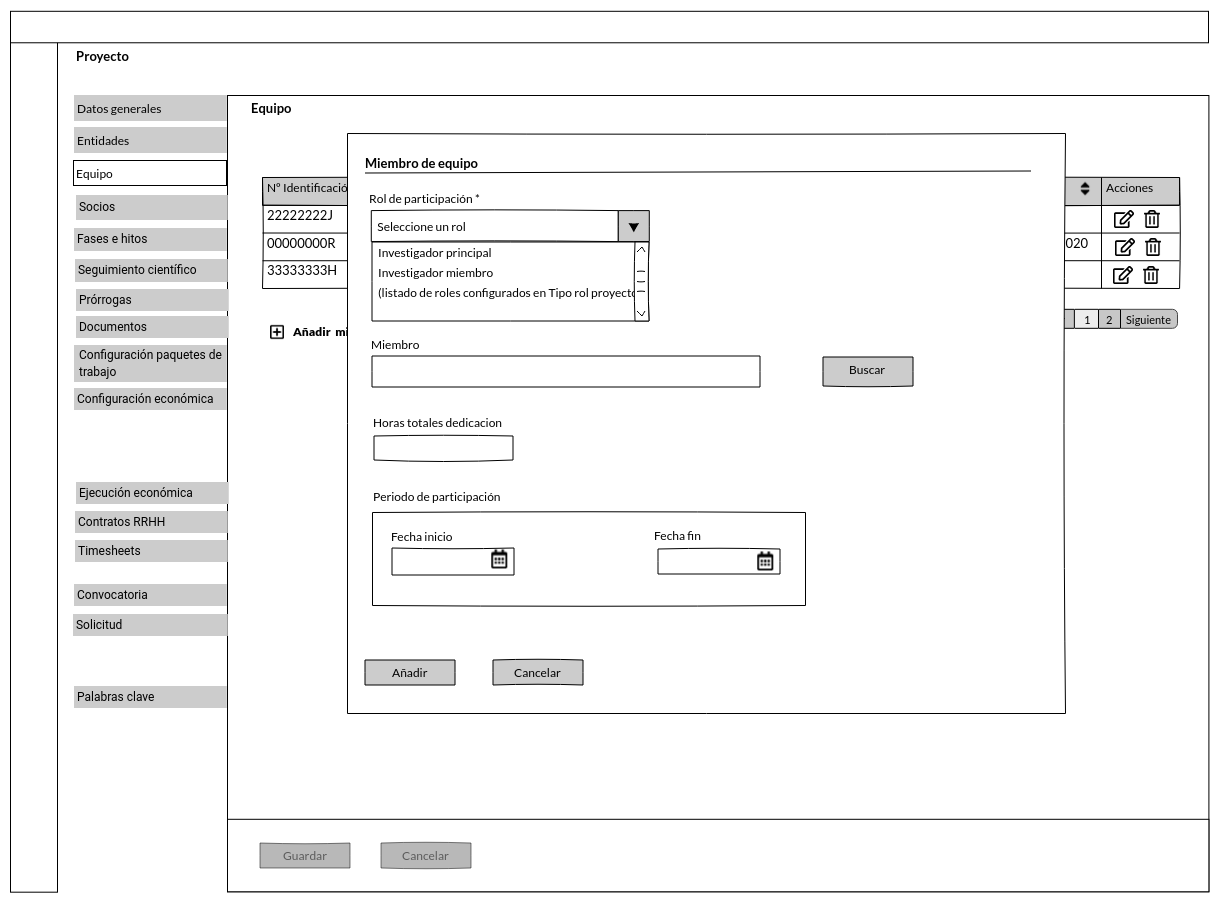 Proyecto
Datos generales
Entidades
Equipo
Socios
Fases e hitos
Seguimiento científico
Prórrogas
Documentos
Configuración paquetes de
trabajo
Configuración económica
Ejecución económica
Contratos RRHH
Timesheets
Convocatoria
Solicitud
Palabras clave
Equipo
Nº Identificació
Acciones
22222222J
00000000R
020
33333333H
Añadir mi
1 2 Siguiente
Miembro de equipo
Rol de participación *
Seleccione un rol
Investigador principal
Investigador miembro
(listado de roles configurados en Tipo rol proyecto
Miembro
Buscar
Horas totales dedicacion
Periodo de participación
Fecha inicio
Fecha fin
Añadir
Cancelar
Guardar
Cancelar